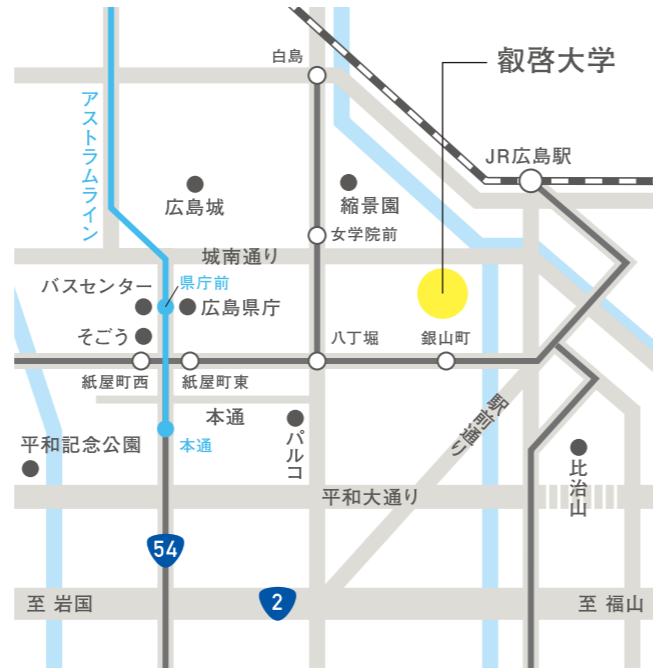 白島
叡啓大学
アストラムライン
JR広島駅
広島城
縮景園
女学院前
城南通り
バスセンター
県庁前
広島県庁
そごう
八丁堀
銀山町
紙屋町西
紙屋町東
本通
駅前通り
パルコ
平和記念公園
本通
比治山
平和大通り
54
至 岩国
2
至 福山